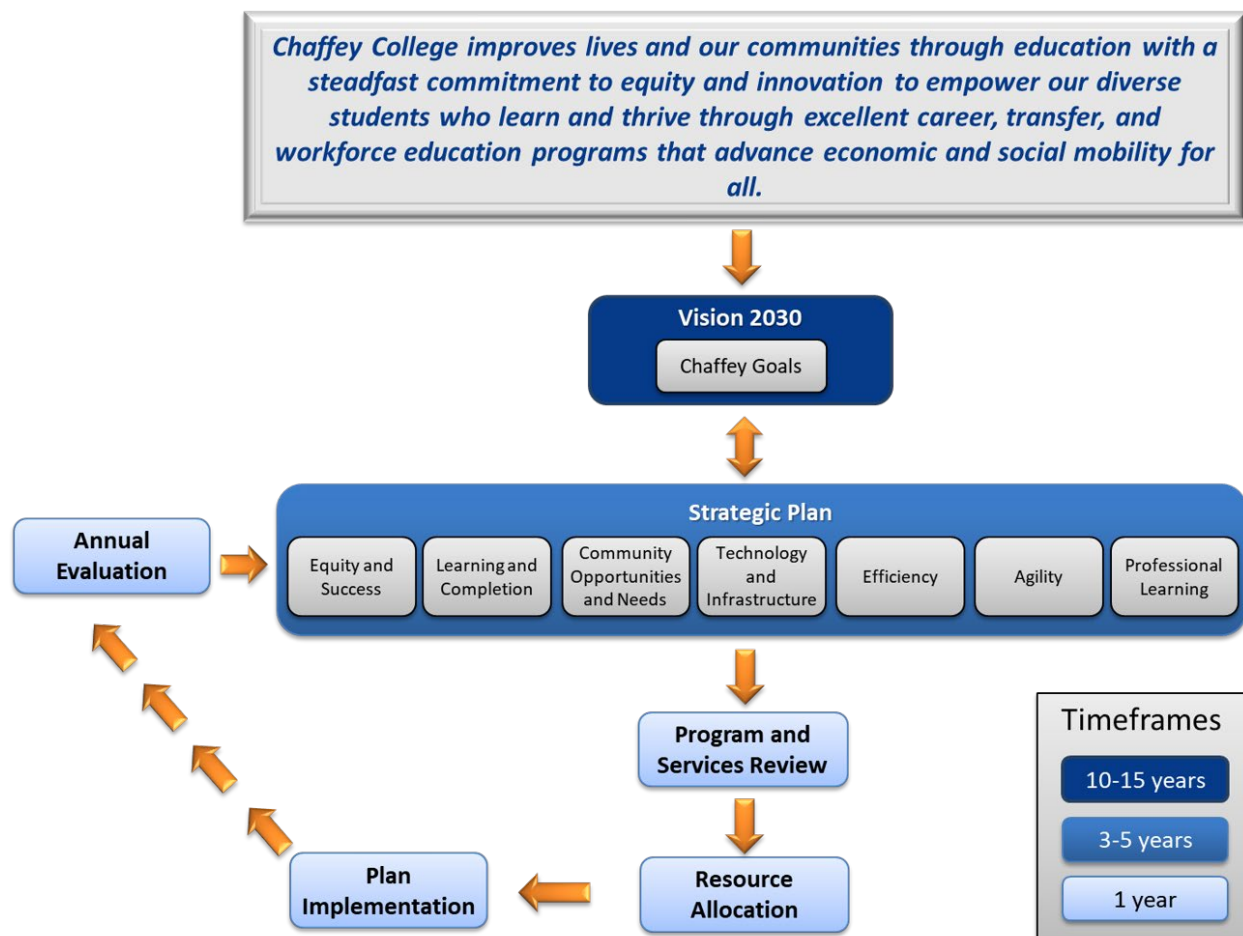 Chaffey College improves lives and our communities through education with a
steadfast commitment to equity and innovation to empower our diverse
students who learn and thrive through excellent career, transfer, and
workforce education programs that advance economic and social mobility for
all.
Vision 2030
Chaffey Goals
Strategic Plan
Equity and
Success
Learning and
Completion
Community
Opportunities
and Needs
Technology
and
Infrastructure
Efficiency
Agility
Professional
Learning
Annual
Evaluation
Program and
Services Review
Resource
Allocation
Plan
Implementation
Timeframes
10-15 years
3-5 years
1 year